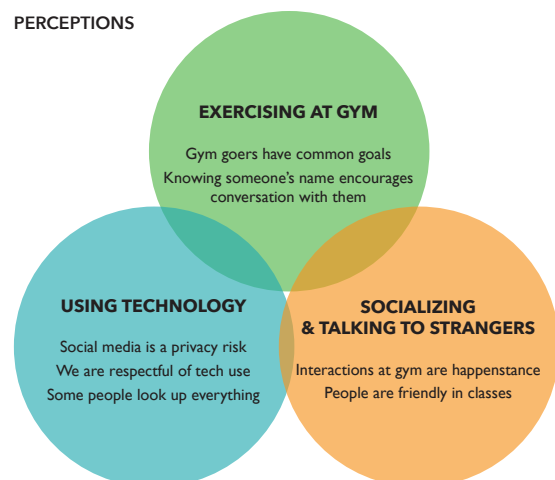 PERCEPTIONS
EXERCISING AT GYM
Gym goers have common goals
Knowing someone’s name encourages
conversation with them
USING TECHNOLOGY
Social media is a privacy risk
We are respectful of tech use
Some people look up everything
SOCIALIZING
& TALKING TO STRANGERS
Interactions at gym are happenstance
People are friendly in classes